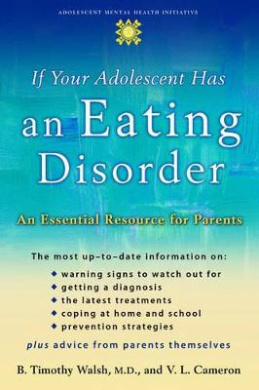 ADOLESCENT MENTAL HEALTH INITIATIVE
If Your Adolescent Has
an Eating
Disorder
An Essential Resource for Parents
The most up-to-date information on:
◆ warning signs to watch out for
◆ getting a diagnosis
◆ the latest treatments
◆ coping at home and school
◆ prevention strategies
plus advice from parents themselves
B. Timothy Walsh, M.D., and V. L. Cameron